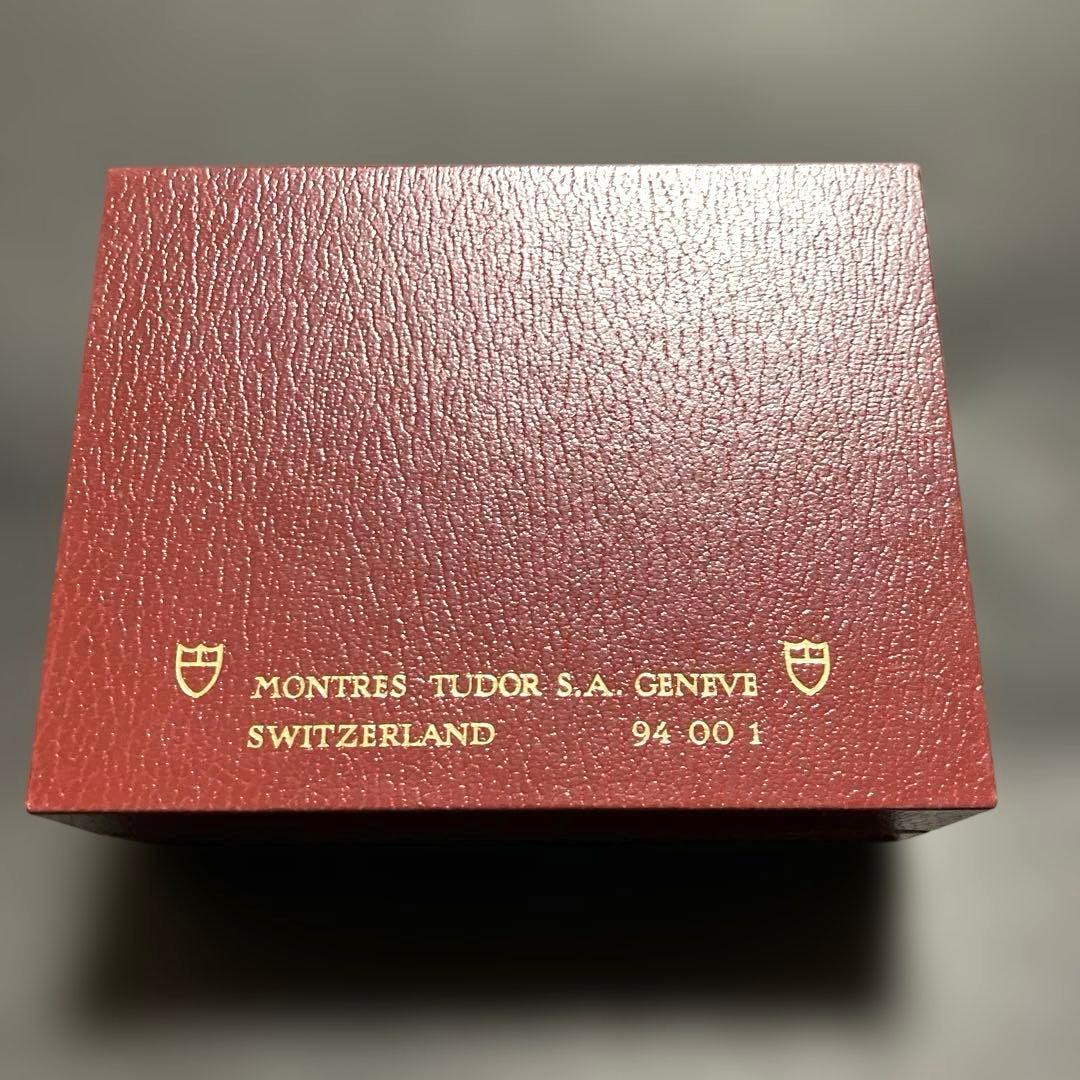 MONTRES TUDOR S.A. GENEVE
SWITZERLAND 94 00 1